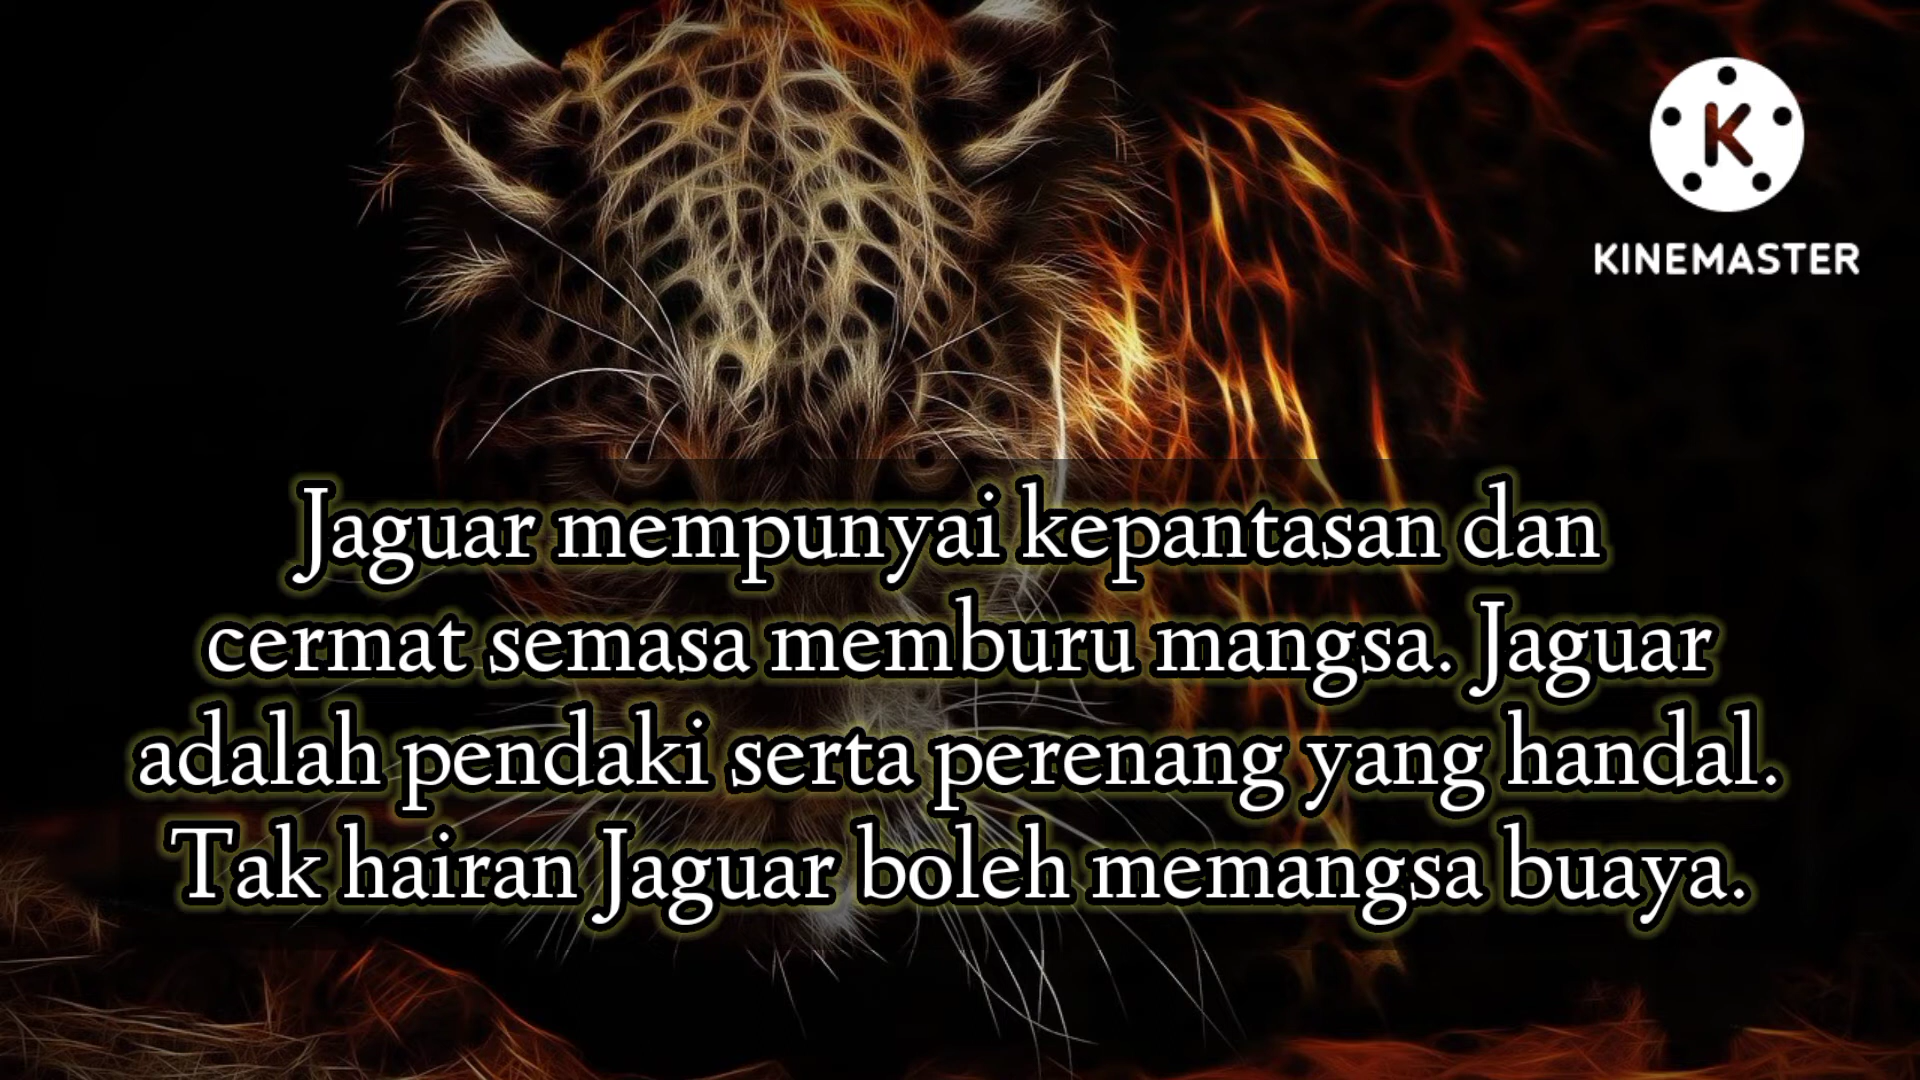 K
KINEMASTER
Jaguar mempunyai kepantasan dan
cermat semasa memburu mangsa. Jaguar
adalah pendaki serta perenang yang handal.
Tak hairan Jaguar boleh memangsa buaya.